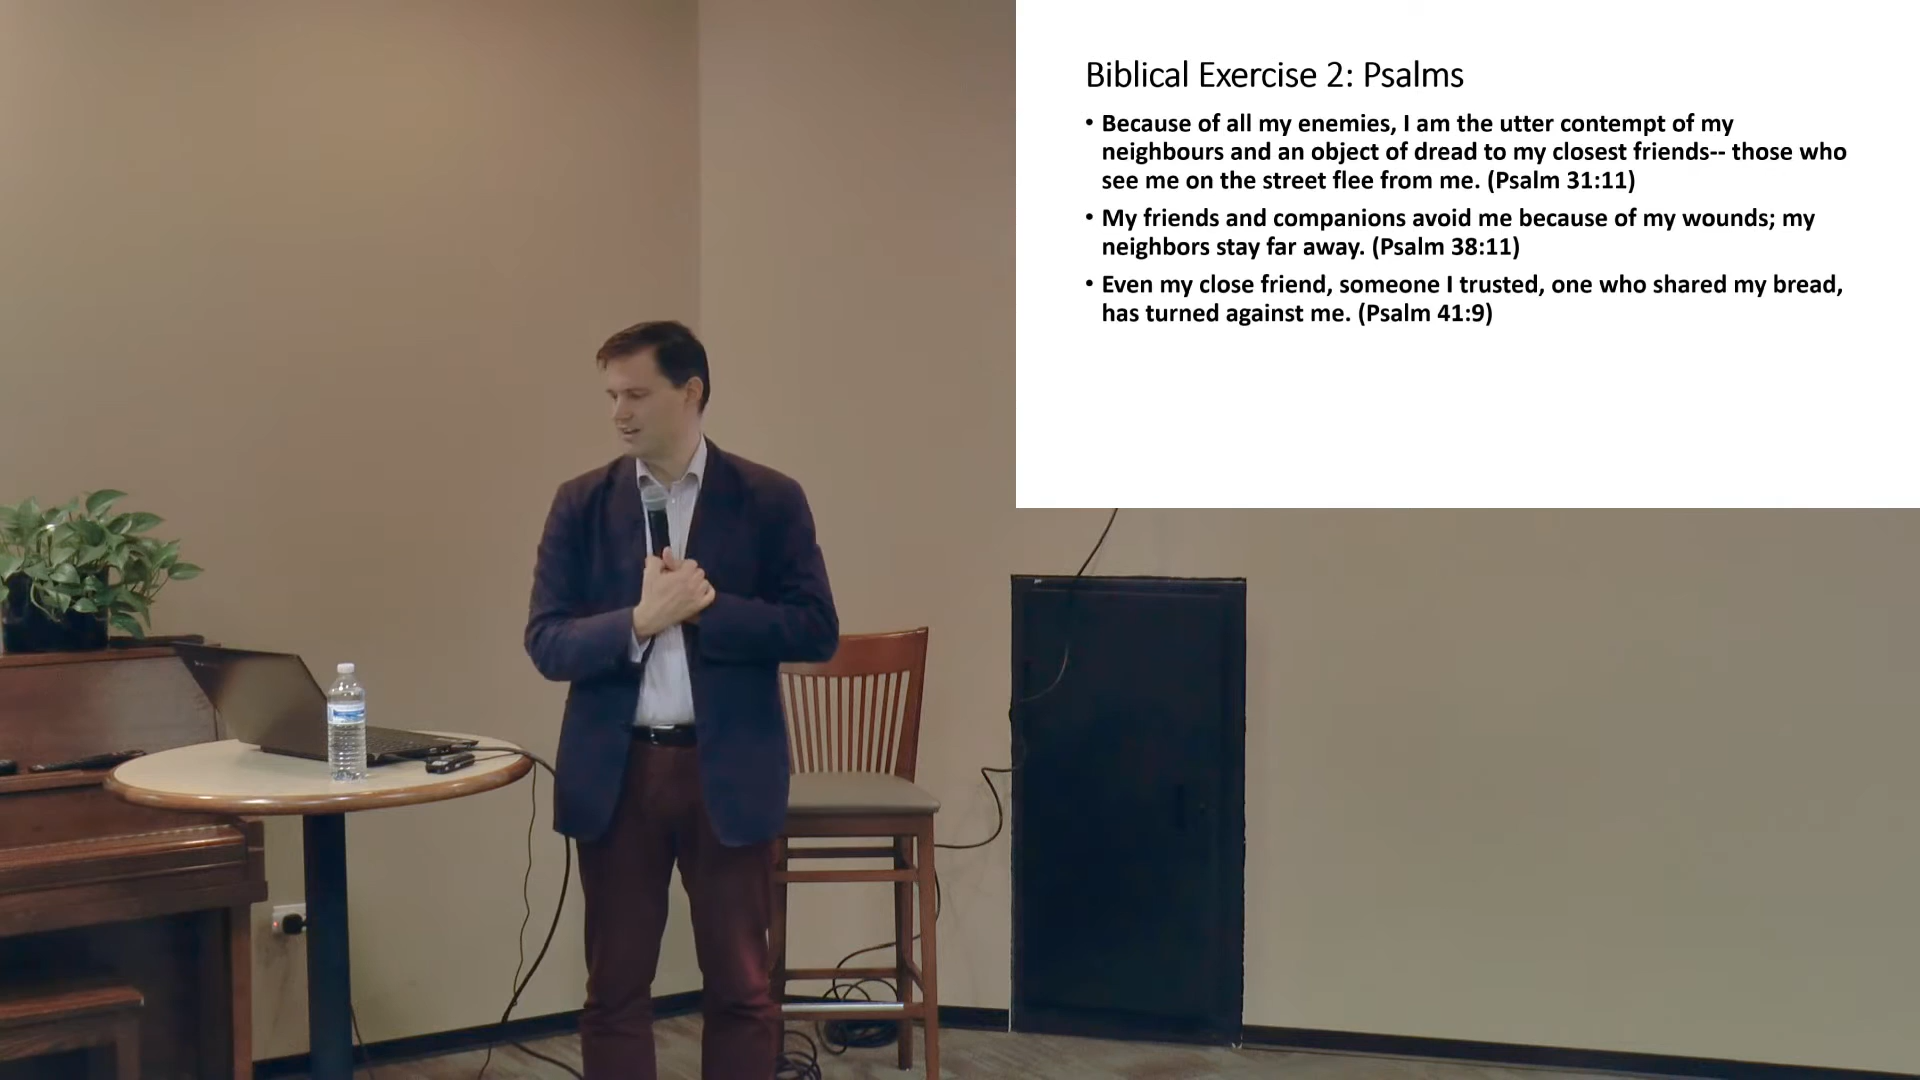 Biblical Exercise 2: Psalms
• Because of all my enemies, I am the utter contempt of my
neighbours and an object of dread to my closest friends-- those who
see me on the street flee from me. (Psalm 31:11)
• My friends and companions avoid me because of my wounds; my
neighbors stay far away. (Psalm 38:11)
• Even my close friend, someone I trusted, one who shared my bread,
has turned against me. (Psalm 41:9)